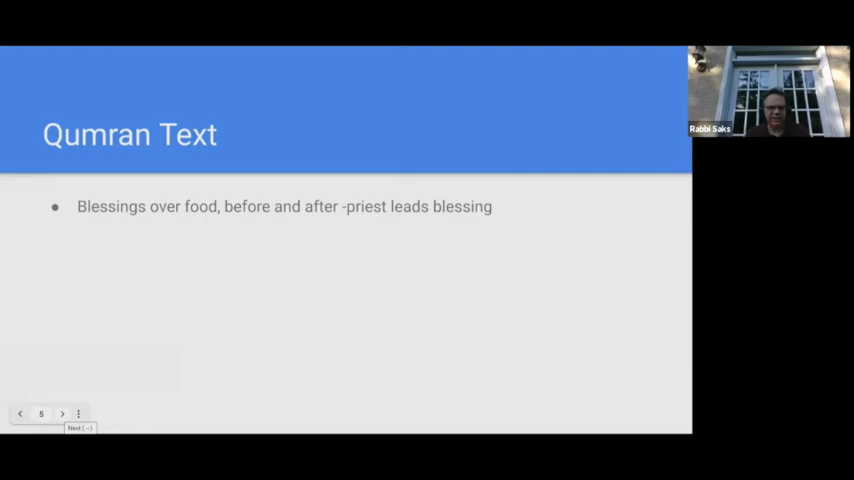 Qumran Text
Rabbi Saks
● Blessings over food, before and after -priest leads blessing
5
Next (→)